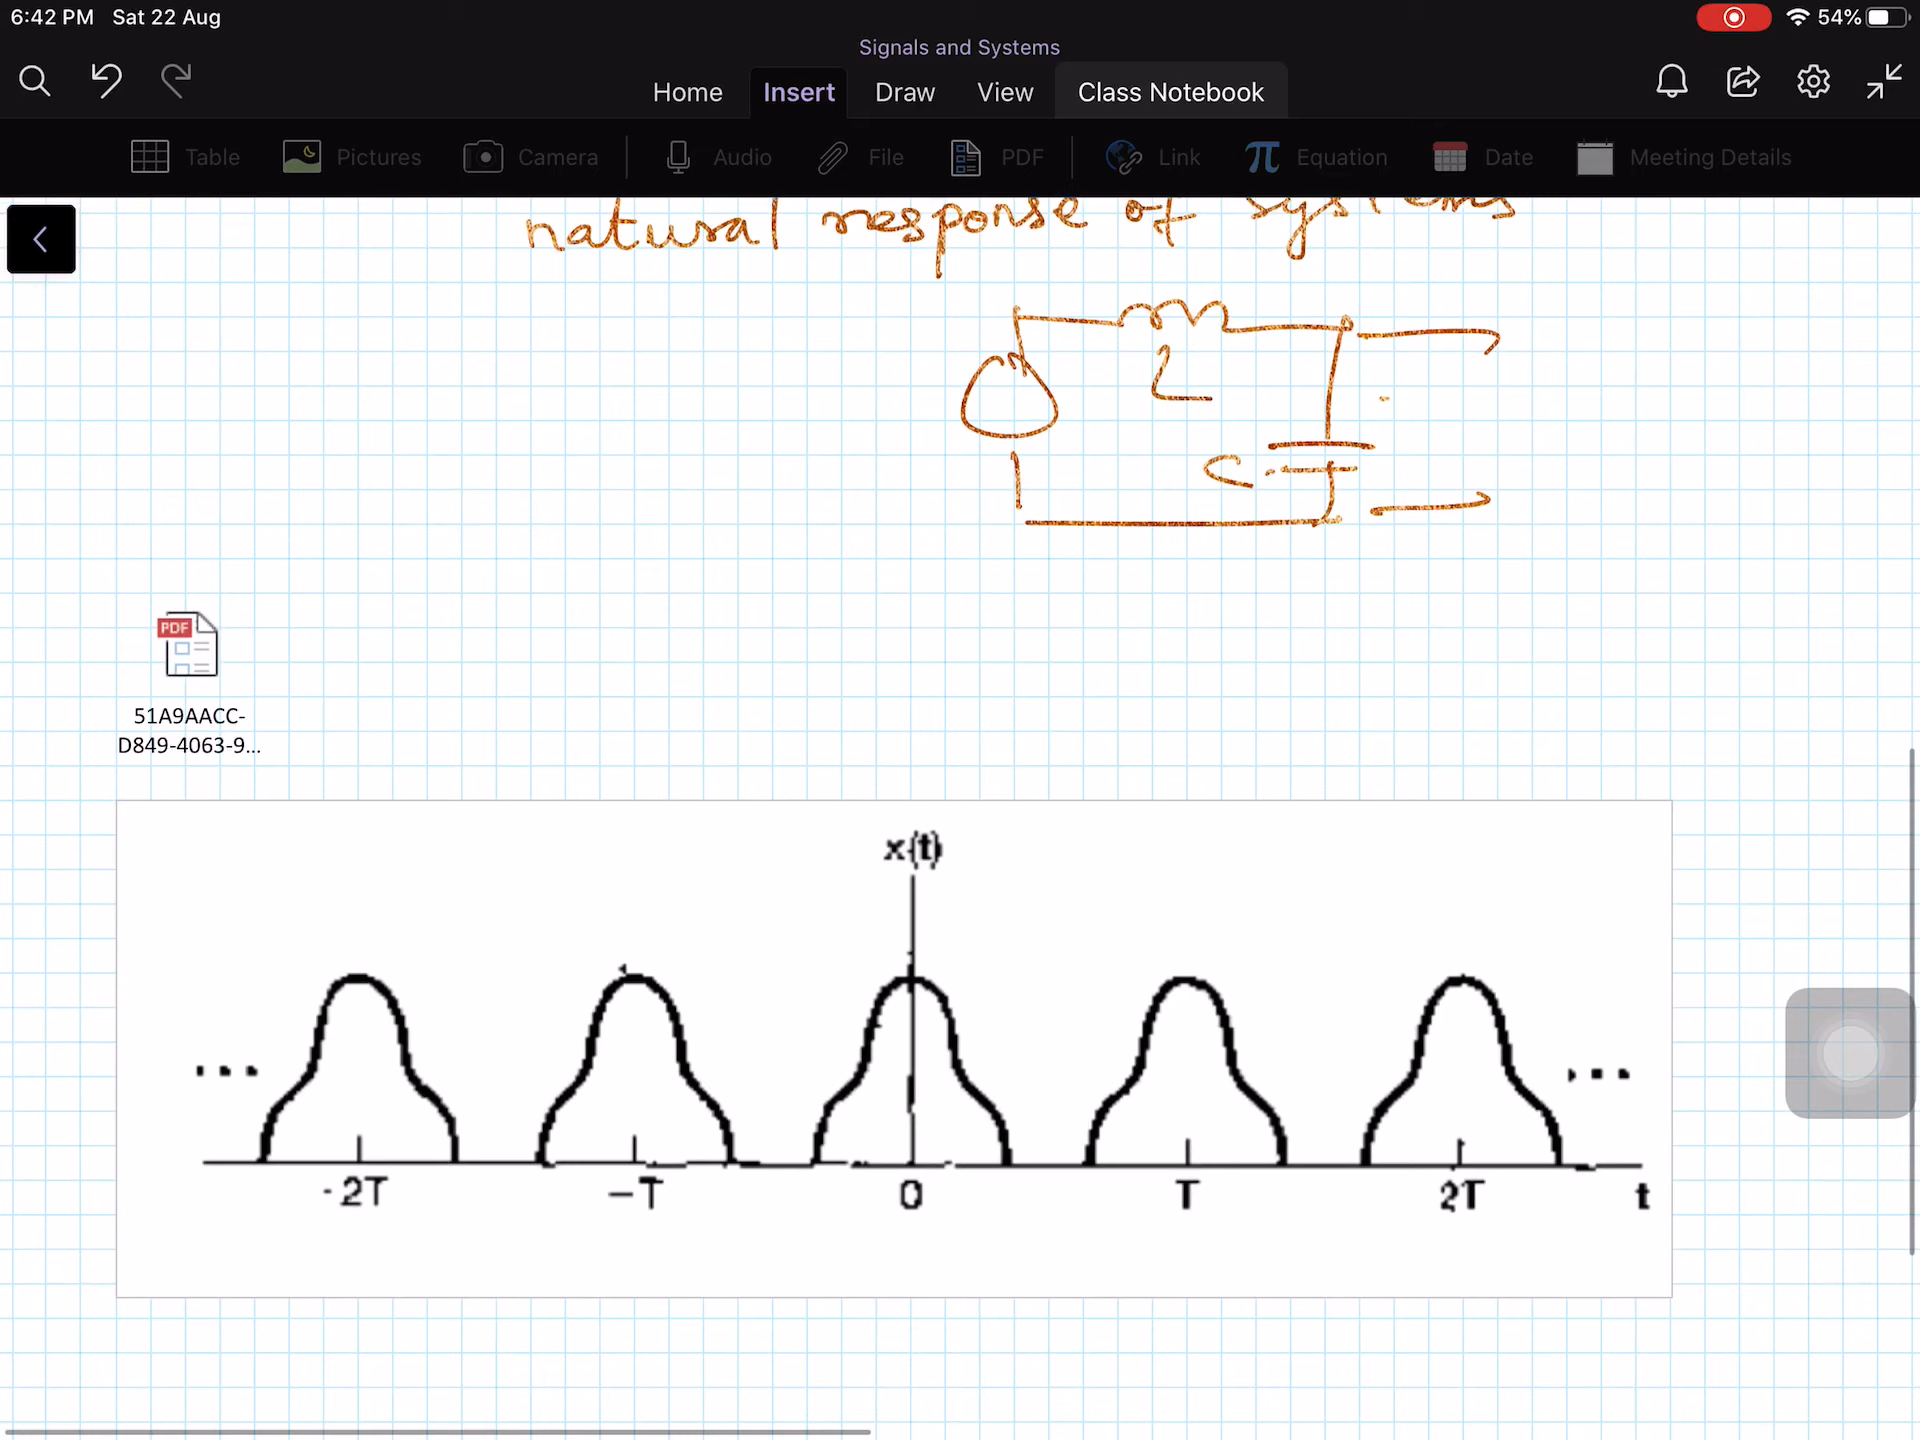 6:42 PM Sat 22 Aug
54%
Signals and Systems
Home Insert Draw View Class Notebook
Table Pictures Camera Audio File PDF Link Equation Date Meeting Details
natural response of systems
L
C
PDF
51A9AACC-
D849-4063-9...
x(t)
... ...
-2T -T 0 T 2T t